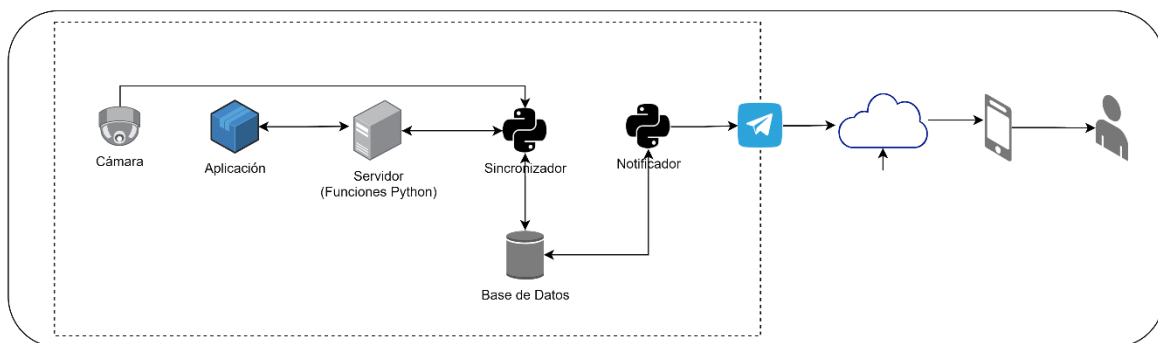 Cámara
Aplicación
Servidor
(Funciones Python)
Sincronizador
Notificador
Base de Datos